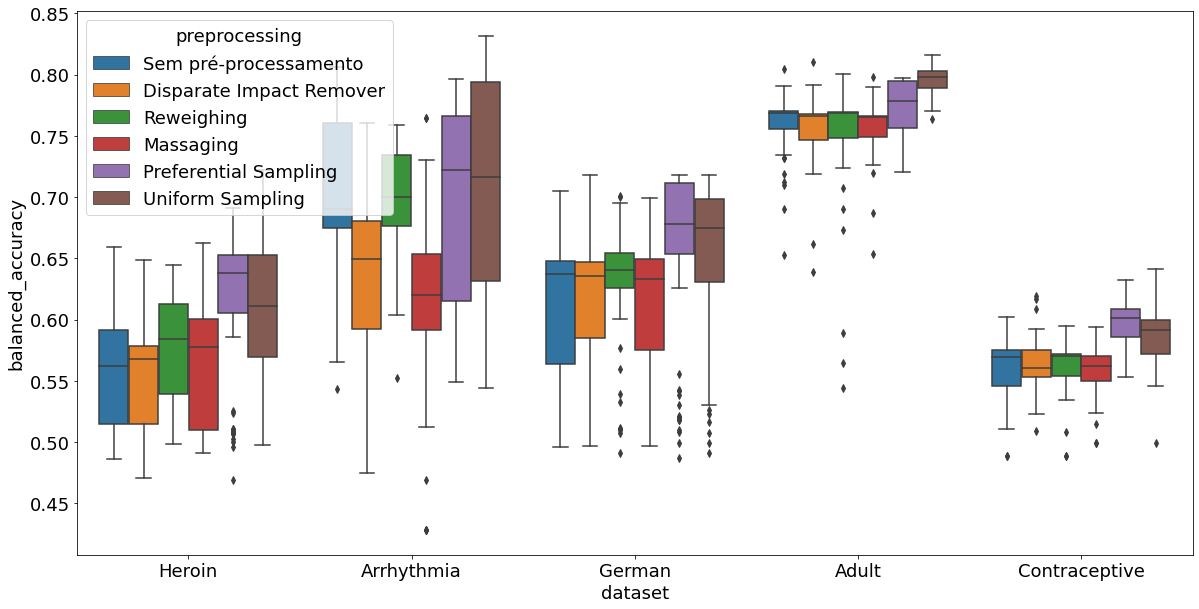 preprocessing
Sem pré-processamento
Disparate Impact Remover
Reweighing
Massaging
Preferential Sampling
Uniform Sampling
balanced_accuracy
0.85
0.80
0.75
0.70
0.65
0.60
0.55
0.50
0.45
Heroin Arrhythmia German Adult Contraceptive
dataset